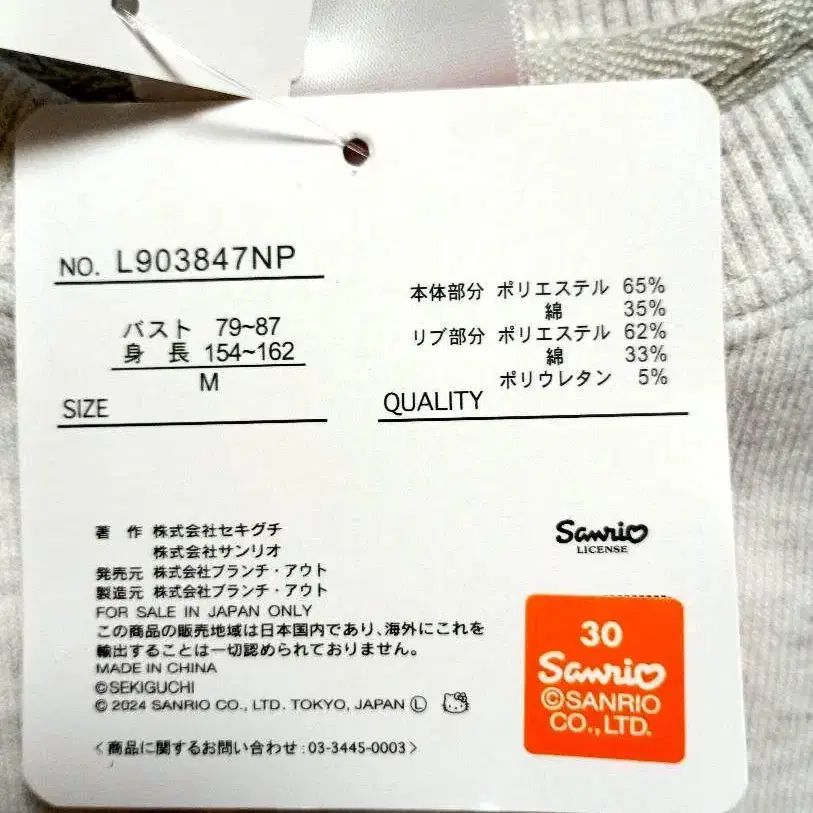 NO. L903847NP
バスト 79~87
身 長 154~162
M
SIZE
本体部分 ポリエステル 65%
綿 35%
リブ部分 ポリエステル 62%
綿 33%
ポリウレタン 5%
QUALITY
著 作 株式会社セキグチ
株式会社サンリオ
発売元 株式会社ブランチ・アウト
製造元 株式会社ブランチ・アウト
FOR SALE IN JAPAN ONLY
この商品の販売地域は日本国内であり、海外にこれを
輸出することは一切認められておりません。
MADE IN CHINA
©SEKIGUCHI
© 2024 SANRIO CO., LTD. TOKYO, JAPAN Ⓛ
〈商品に関するお問い合わせ:03-3445-0003〉
Sanrio
LICENSE
30
Sanrio
©SANRIO
CO.,LTD.